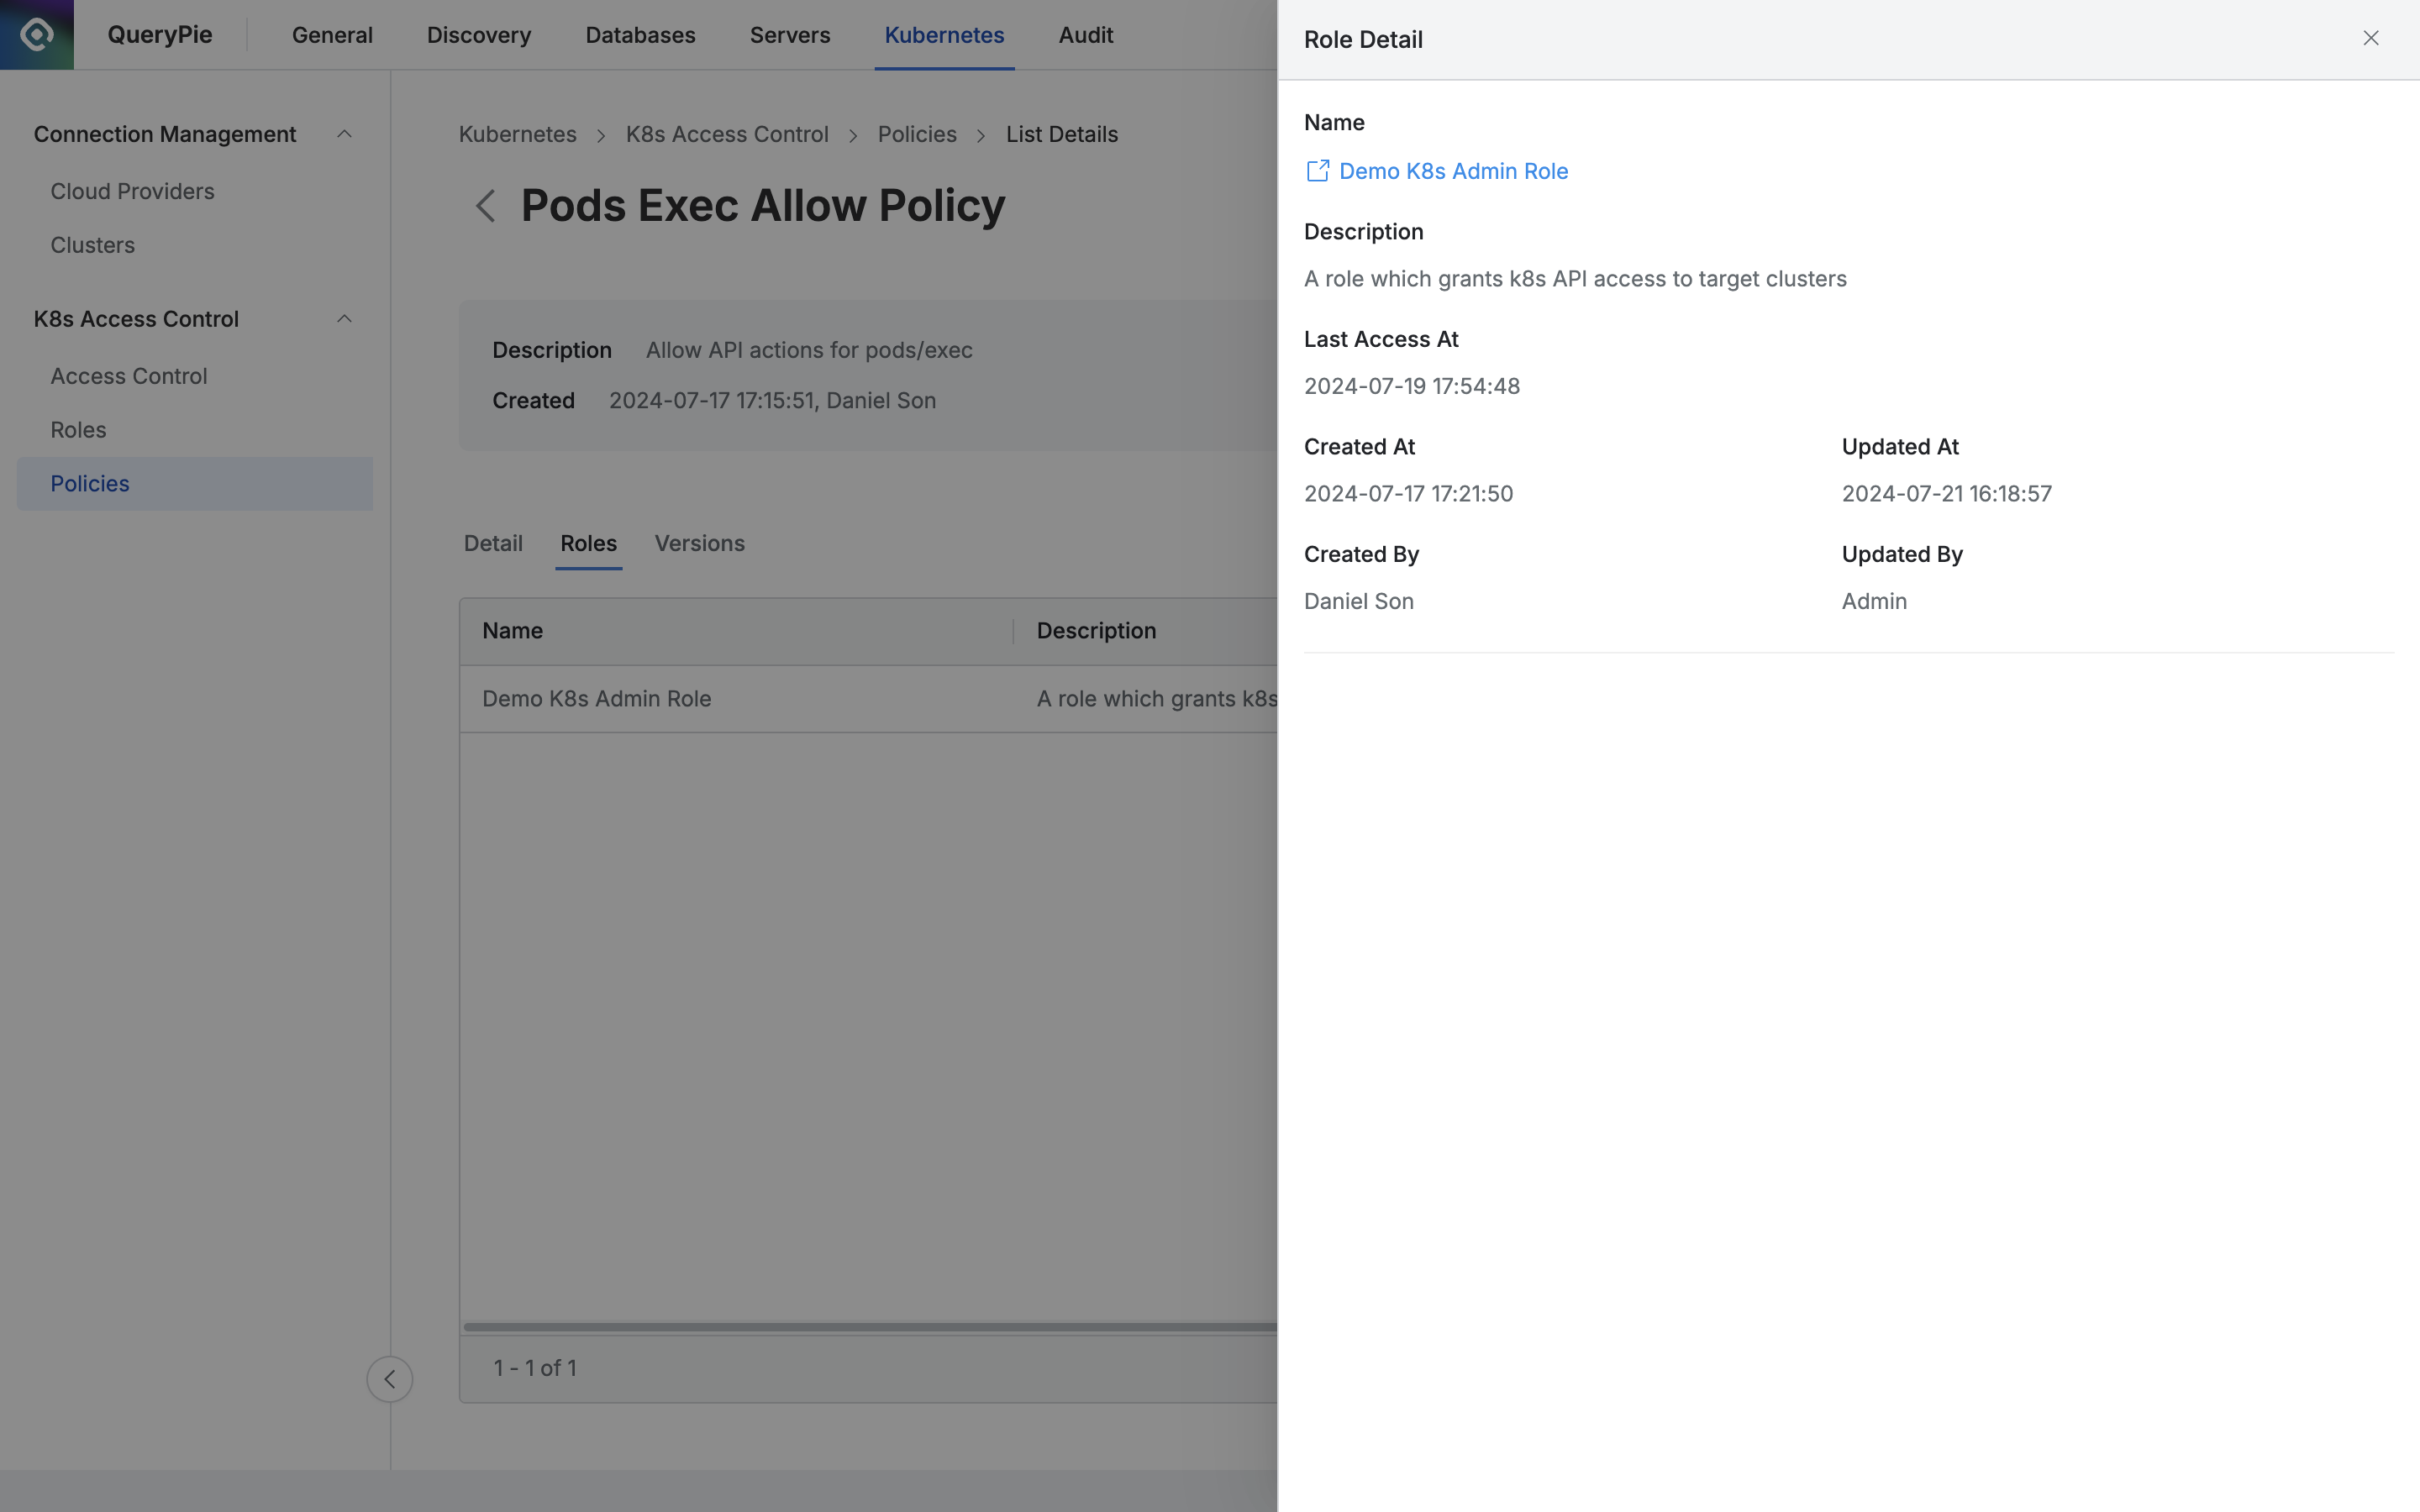 QueryPie
General
Discovery
Databases
Servers
Kubernetes
Audit
Connection Management
Cloud Providers
Clusters
K8s Access Control
Access Control
Roles
Policies
Kubernetes > K8s Access Control > Policies > List Details
Pods Exec Allow Policy
Description Allow API actions for pods/exec
Created 2024-07-17 17:15:51, Daniel Son
Detail
Roles
Versions
Name Description
Demo K8s Admin Role A role which grants k8s
1 - 1 of 1
Role Detail
Name
Demo K8s Admin Role
Description
A role which grants k8s API access to target clusters
Last Access At
2024-07-19 17:54:48
Created At Updated At
2024-07-17 17:21:50 2024-07-21 16:18:57
Created By Updated By
Daniel Son Admin